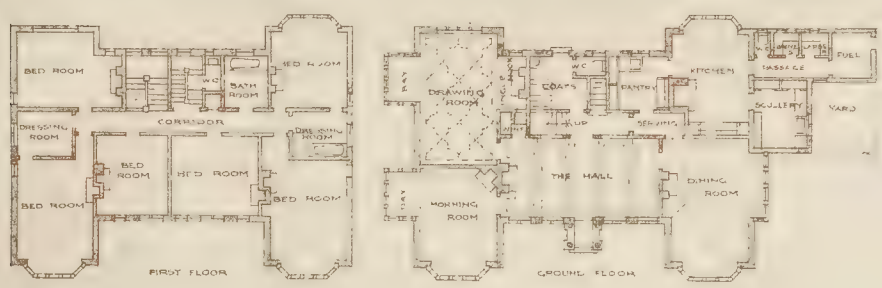 BED ROOM
W.C.
BATH
ROOM
BED ROOM
CORRIDOR
DRESSING
ROOM
DRESSING
ROOM
BED
ROOM
BED ROOM
BED ROOM
BED ROOM
FIRST FLOOR
DRAWING
ROOM
W.C.
COATS
UP
PANTRY
SERVING
KITCHEN
PASSAGE
FUEL
SCULLERY
YARD
THE HALL
MORNING
ROOM
DINING
ROOM
GROUND FLOOR